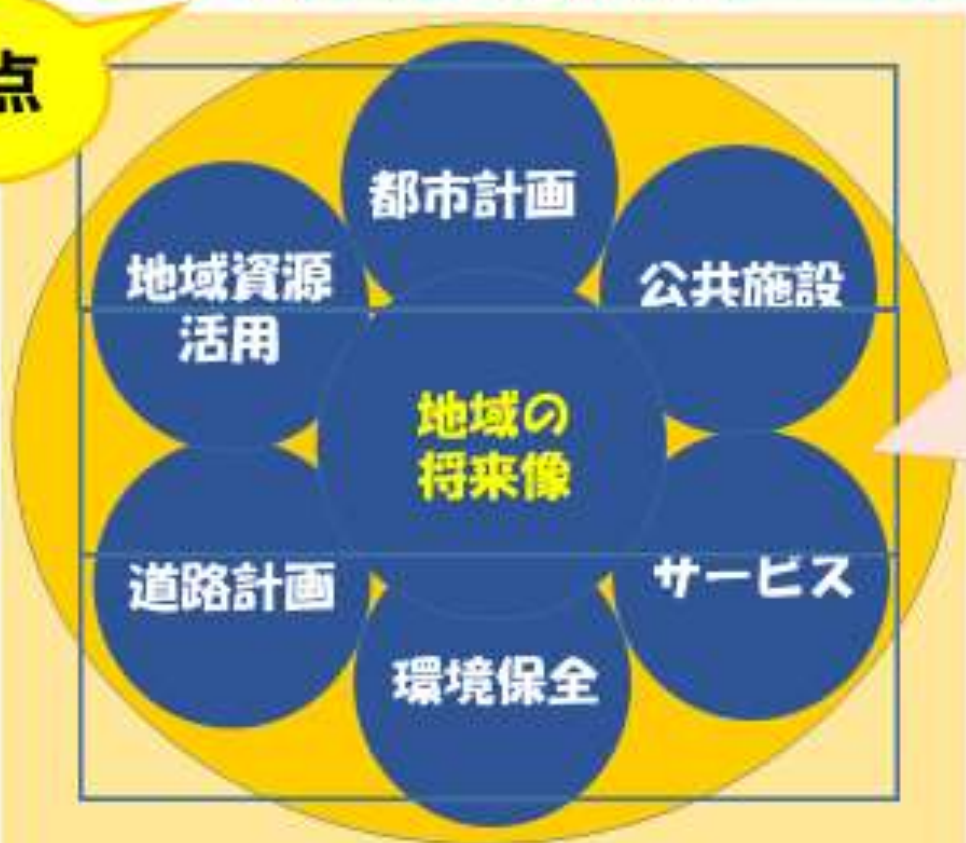 点
都市計画
地域資源
活用
公共施設
地域の
将来像
道路計画
サービス
環境保全